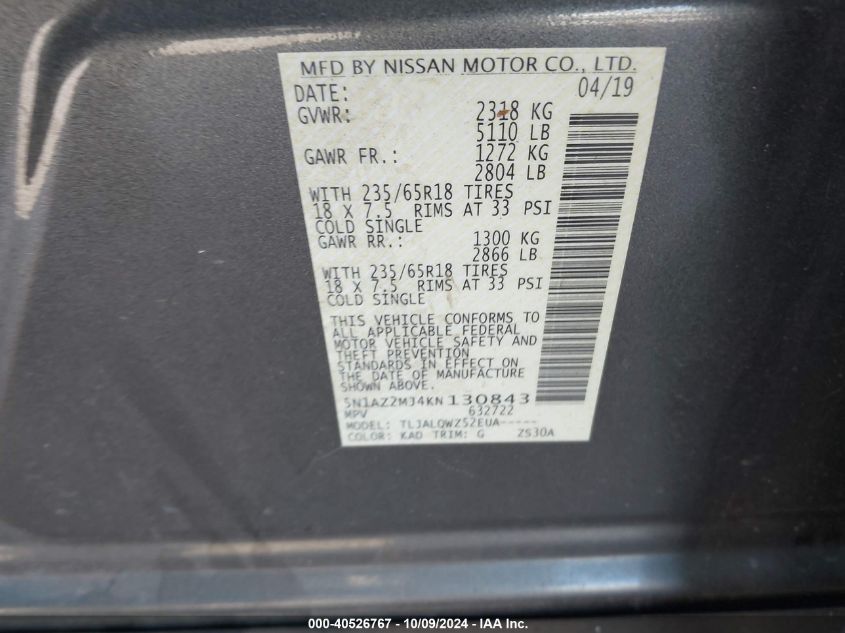 MFD BY NISSAN MOTOR CO., LTD.
DATE: 04/19
GVWR: 2318 KG
5110 LB
GAWR FR.: 1272 KG
2804 LB
WITH 235/65R18 TIRES
18 X 7.5 RIMS AT 33 PSI
COLD SINGLE
GAWR RR.: 1300 KG
2866 LB
WITH 235/65R18 TIRES
18 X 7.5 RIMS AT 33 PSI
COLD SINGLE
THIS VEHICLE CONFORMS TO
ALL APPLICABLE FEDERAL
MOTOR VEHICLE SAFETY AND
THEFT PREVENTION
STANDARDS IN EFFECT ON
THE DATE OF MANUFACTURE
SHOWN ABOVE.
5N1AZ2MJ4KN130843
MPV 632722
MODEL: TLJALQWZ52EUA-----
COLOR: KAD TRIM: G ZS30A
000-40526767 - 10/09/2024 - IAA Inc.